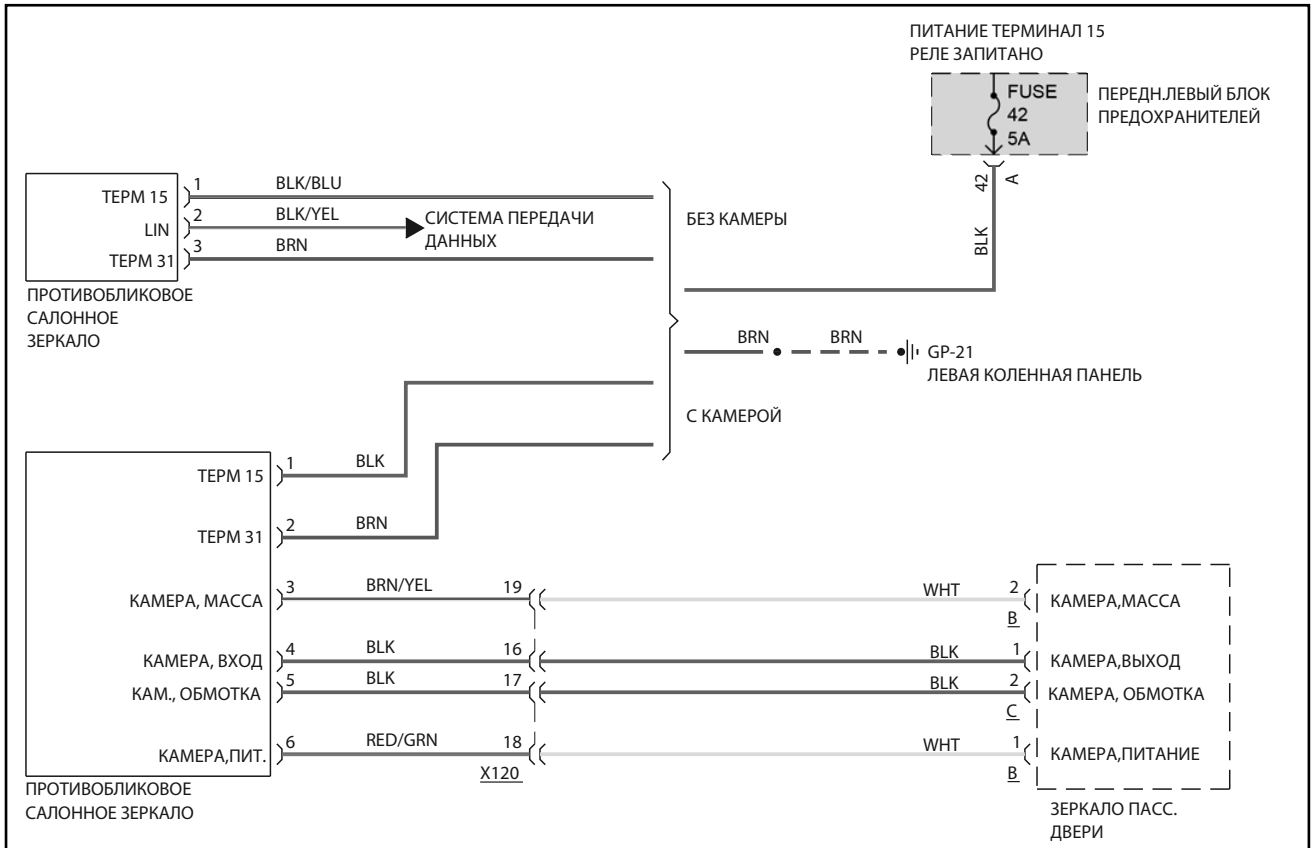 ПИТАНИЕ ТЕРМИНАЛ 15
РЕЛЕ ЗАПИТАНО
FUSE
42
5A
ПЕРЕДН.ЛЕВЫЙ БЛОК
ПРЕДОХРАНИТЕЛЕЙ
42
A
BLK
ТЕРМ 15
1
BLK/BLU
LIN
2
BLK/YEL
СИСТЕМА ПЕРЕДАЧИ
ДАННЫХ
ТЕРМ 31
3
BRN
ПРОТИВОБЛИКОВОЕ
САЛОННОЕ
ЗЕРКАЛО
БЕЗ КАМЕРЫ
BRN
BRN
GP-21
ЛЕВАЯ КОЛЕННАЯ ПАНЕЛЬ
С КАМЕРОЙ
ТЕРМ 15
1
BLK
ТЕРМ 31
2
BRN
КАМЕРА, МАССА
3
BRN/YEL
19
WHT
2
B
КАМЕРА,МАССА
КАМЕРА, ВХОД
4
BLK
16
BLK
1
КАМЕРА,ВЫХОД
КАМ., ОБМОТКА
5
BLK
17
BLK
2
C
КАМЕРА, ОБМОТКА
КАМЕРА,ПИТ.
6
RED/GRN
18
X120
WHT
1
B
КАМЕРА,ПИТАНИЕ
ПРОТИВОБЛИКОВОЕ
САЛОННОЕ ЗЕРКАЛО
ЗЕРКАЛО ПАСС.
ДВЕРИ